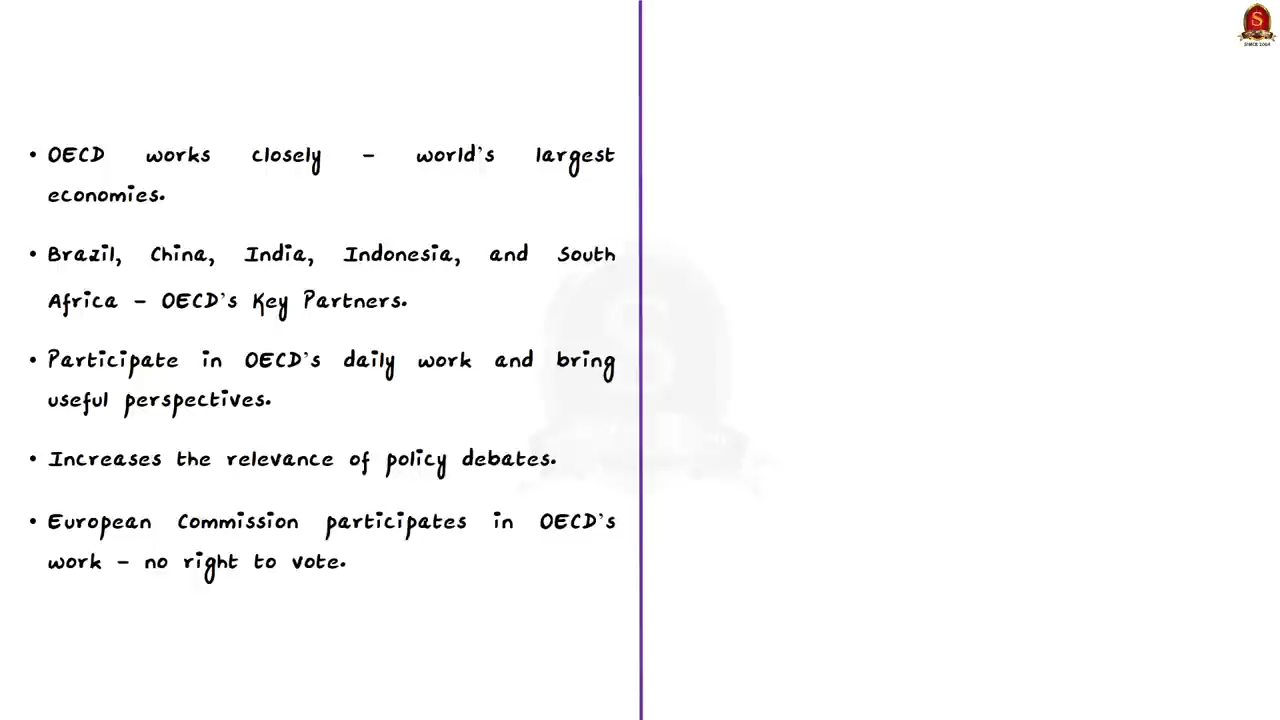 • OECD works closely – world's largest
economies.
• Brazil, China, India, Indonesia, and South
Africa – OECD's Key Partners.
• Participate in OECD's daily work and bring
useful perspectives.
• Increases the relevance of policy debates.
• European Commission participates in OECD's
work – no right to vote.
S